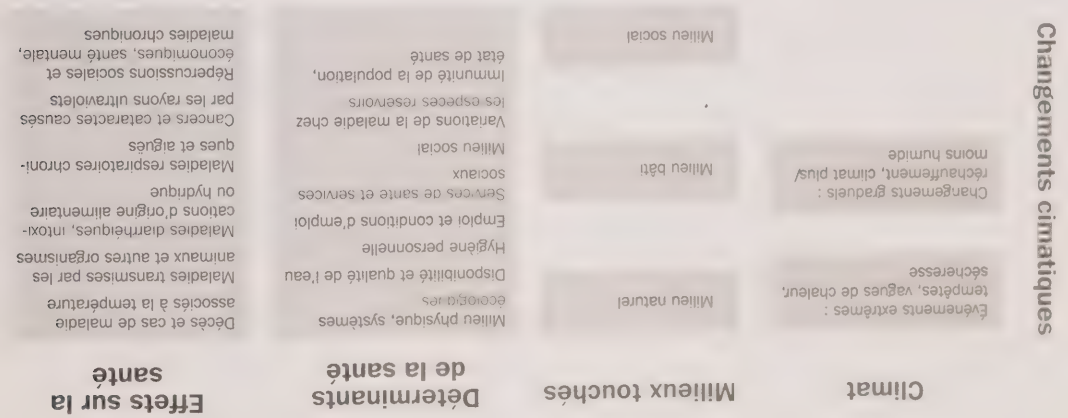 Changements cimatiques
Climat
Événements extrêmes :
tempêtes, vagues de chaleur,
sécheresse
Changements graduels :
réchauffement, climat plus/
moins humide
Milieux touchés
Milieu naturel
Milieu bâti
Milieu social
Déterminants
de la santé
Milieu physique, systèmes
écologiques
Disponibilité et qualité de l'eau
Hygiène personnelle
Emploi et conditions d'emploi
Services de santé et services
sociaux
Milieu social
Variations de la maladie chez
les espèces réservoirs
Immunité de la population,
état de santé
Effets sur la
santé
Décès et cas de maladie
associés à la température
Maladies transmises par les
animaux et autres organismes
Maladies diarrhéiques, intoxi-
cations d'origine alimentaire
ou hydrique
Maladies respiratoires chroni-
ques et aiguës
Cancers et cataractes causés
par les rayons ultraviolets
Répercussions sociales et
économiques, santé mentale,
maladies chroniques